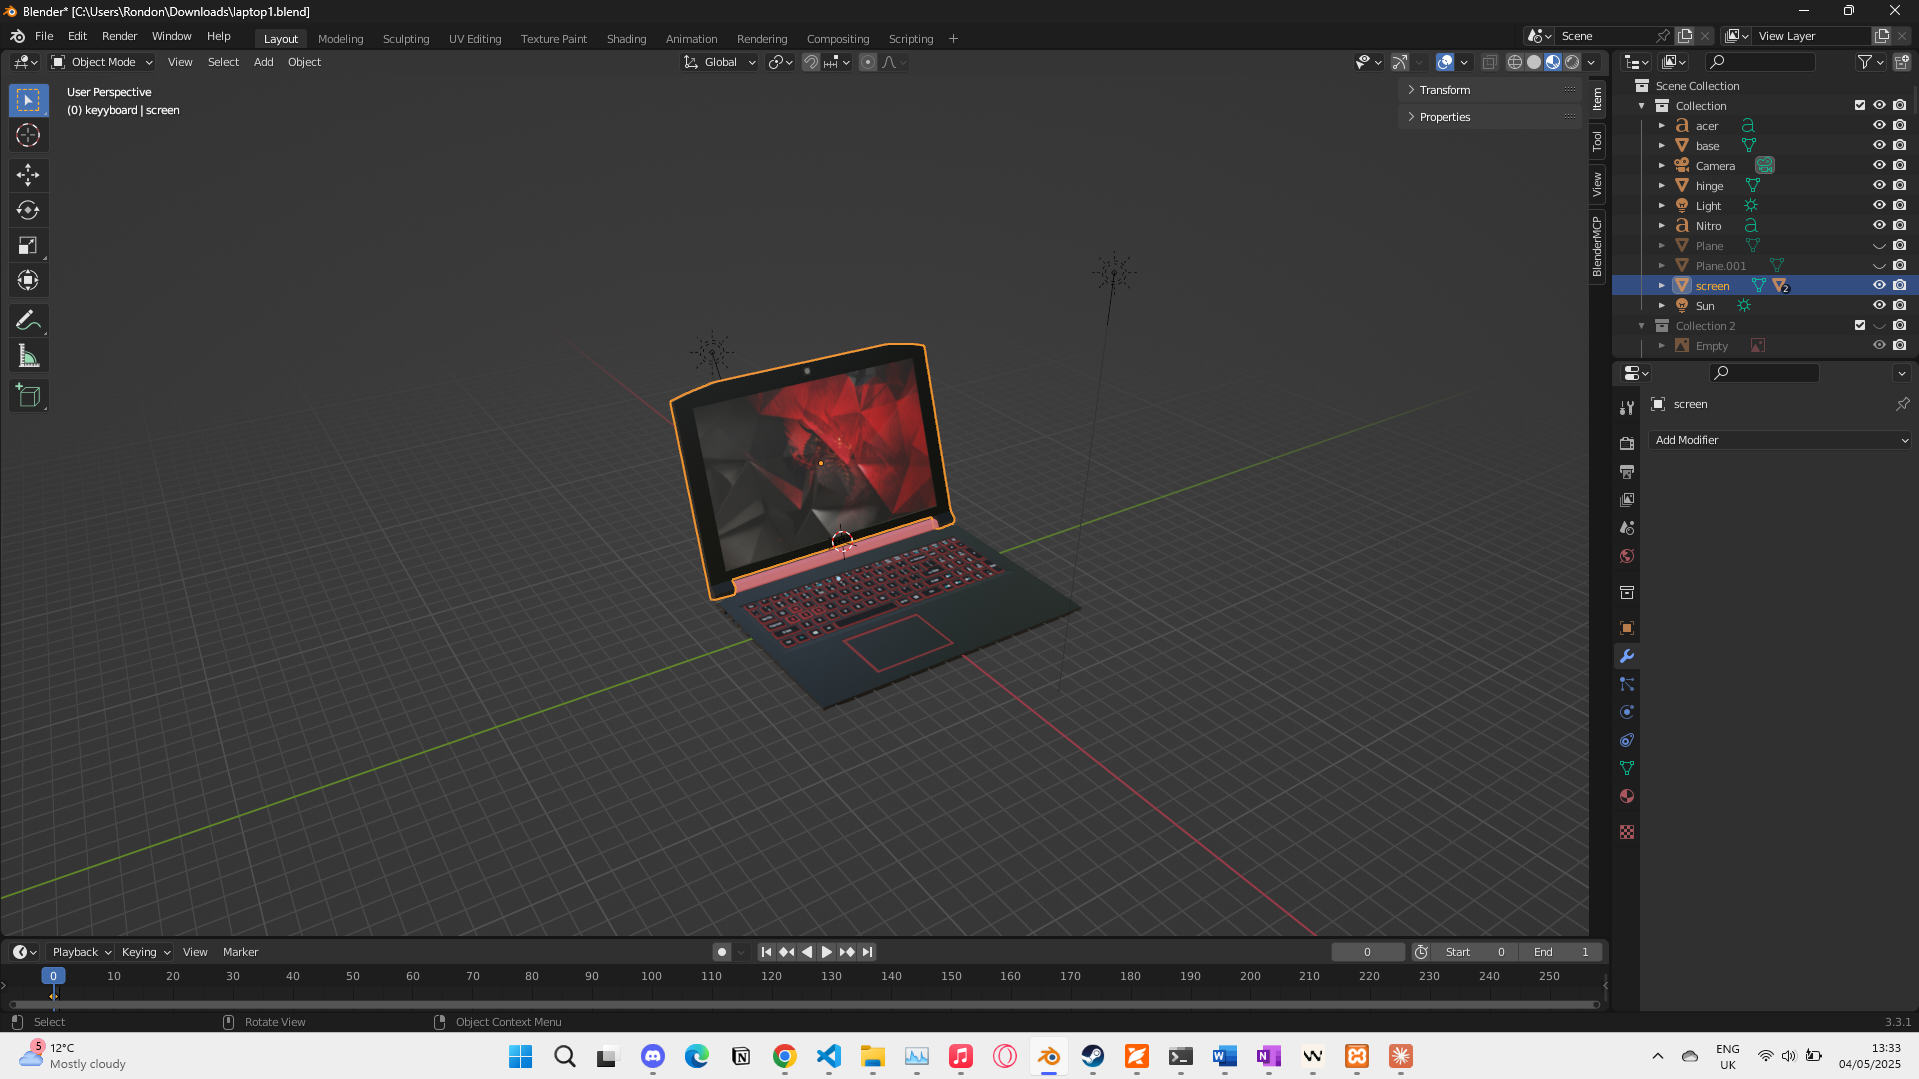 Blender* [C:\Users\Rondon\Downloads\laptop1.blend]
File Edit Render Window Help Layout Modeling Sculpting UV Editing Texture Paint Shading Animation Rendering Compositing Scripting + Scene View Layer
Object Mode View Select Add Object Global
User Perspective
(0) keyyboard | screen
Transform
Properties
Item
Tool
View
BlenderMCP
Scene Collection
Collection
acer
base
Camera
hinge
Light
Nitro
Plane
Plane.001
screen 2
Sun
Collection 2
Empty
screen
Add Modifier
Playback Keying View Marker 0 Start 0 End 1
0 10 20 30 40 50 60 70 80 90 100 110 120 130 140 150 160 170 180 190 200 210 220 230 240 250
Select Rotate View Object Context Menu 3.3.1
5 12°C
Mostly cloudy
ENG
UK
13:33
04/05/2025